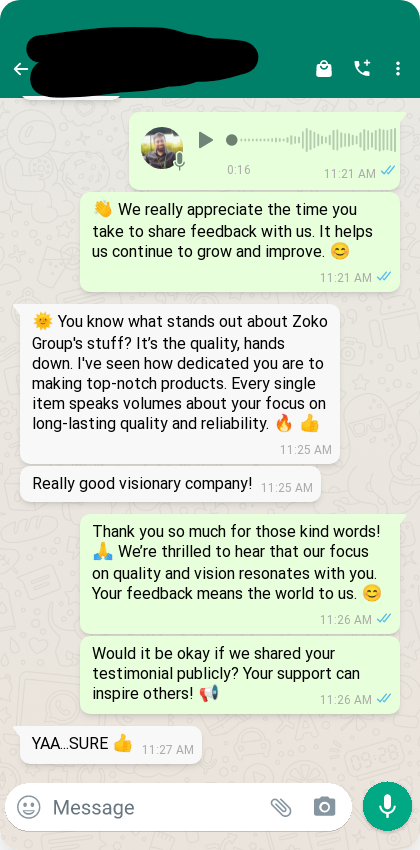 0:16
11:21 AM
👋 We really appreciate the time you
take to share feedback with us. It helps
us continue to grow and improve. 😊
11:21 AM
🌞 You know what stands out about Zoko
Group's stuff? It's the quality, hands
down. I've seen how dedicated you are to
making top-notch products. Every single
item speaks volumes about your focus on
long-lasting quality and reliability. 🔥 👍
11:25 AM
Really good visionary company! 11:25 AM
Thank you so much for those kind words!
🙏 We're thrilled to hear that our focus
on quality and vision resonates with you.
Your feedback means the world to us. 😊
11:26 AM
Would it be okay if we shared your
testimonial publicly? Your support can
inspire others! 📢
11:26 AM
YAA...SURE 👍 11:27 AM
Message